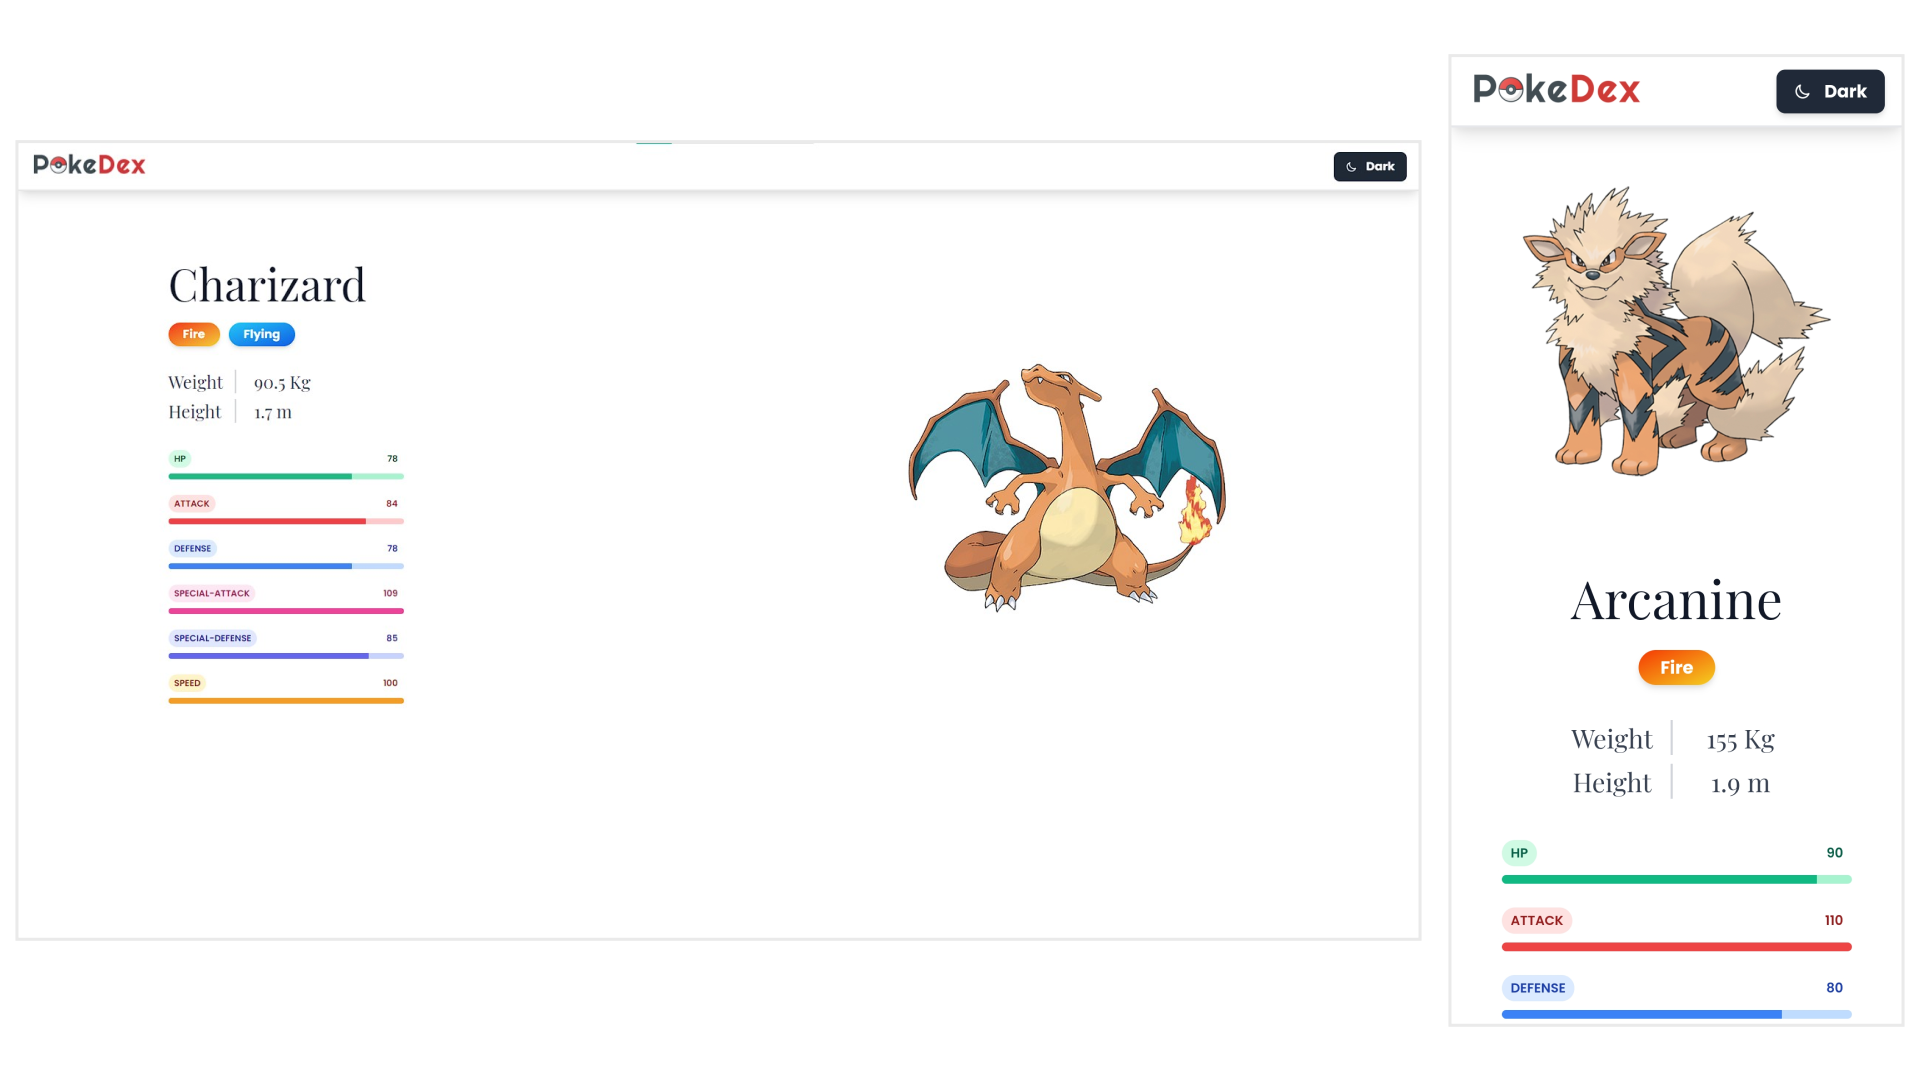 PokeDex
Dark
Charizard
Fire Flying
Weight 90.5 Kg
Height 1.7 m
HP 78
ATTACK 84
DEFENSE 78
SPECIAL-ATTACK 109
SPECIAL-DEFENSE 85
SPEED 100
PokeDex
Dark
Arcanine
Fire
Weight 155 Kg
Height 1.9 m
HP 90
ATTACK 110
DEFENSE 80